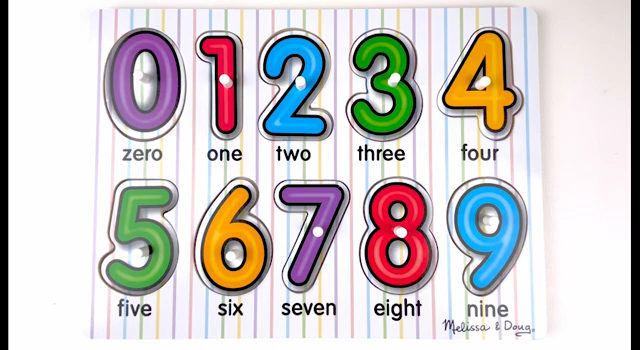 0 1 2 3 4
zero one two three four
5 6 7 8 9
five six seven eight nine
Melissa & Doug.